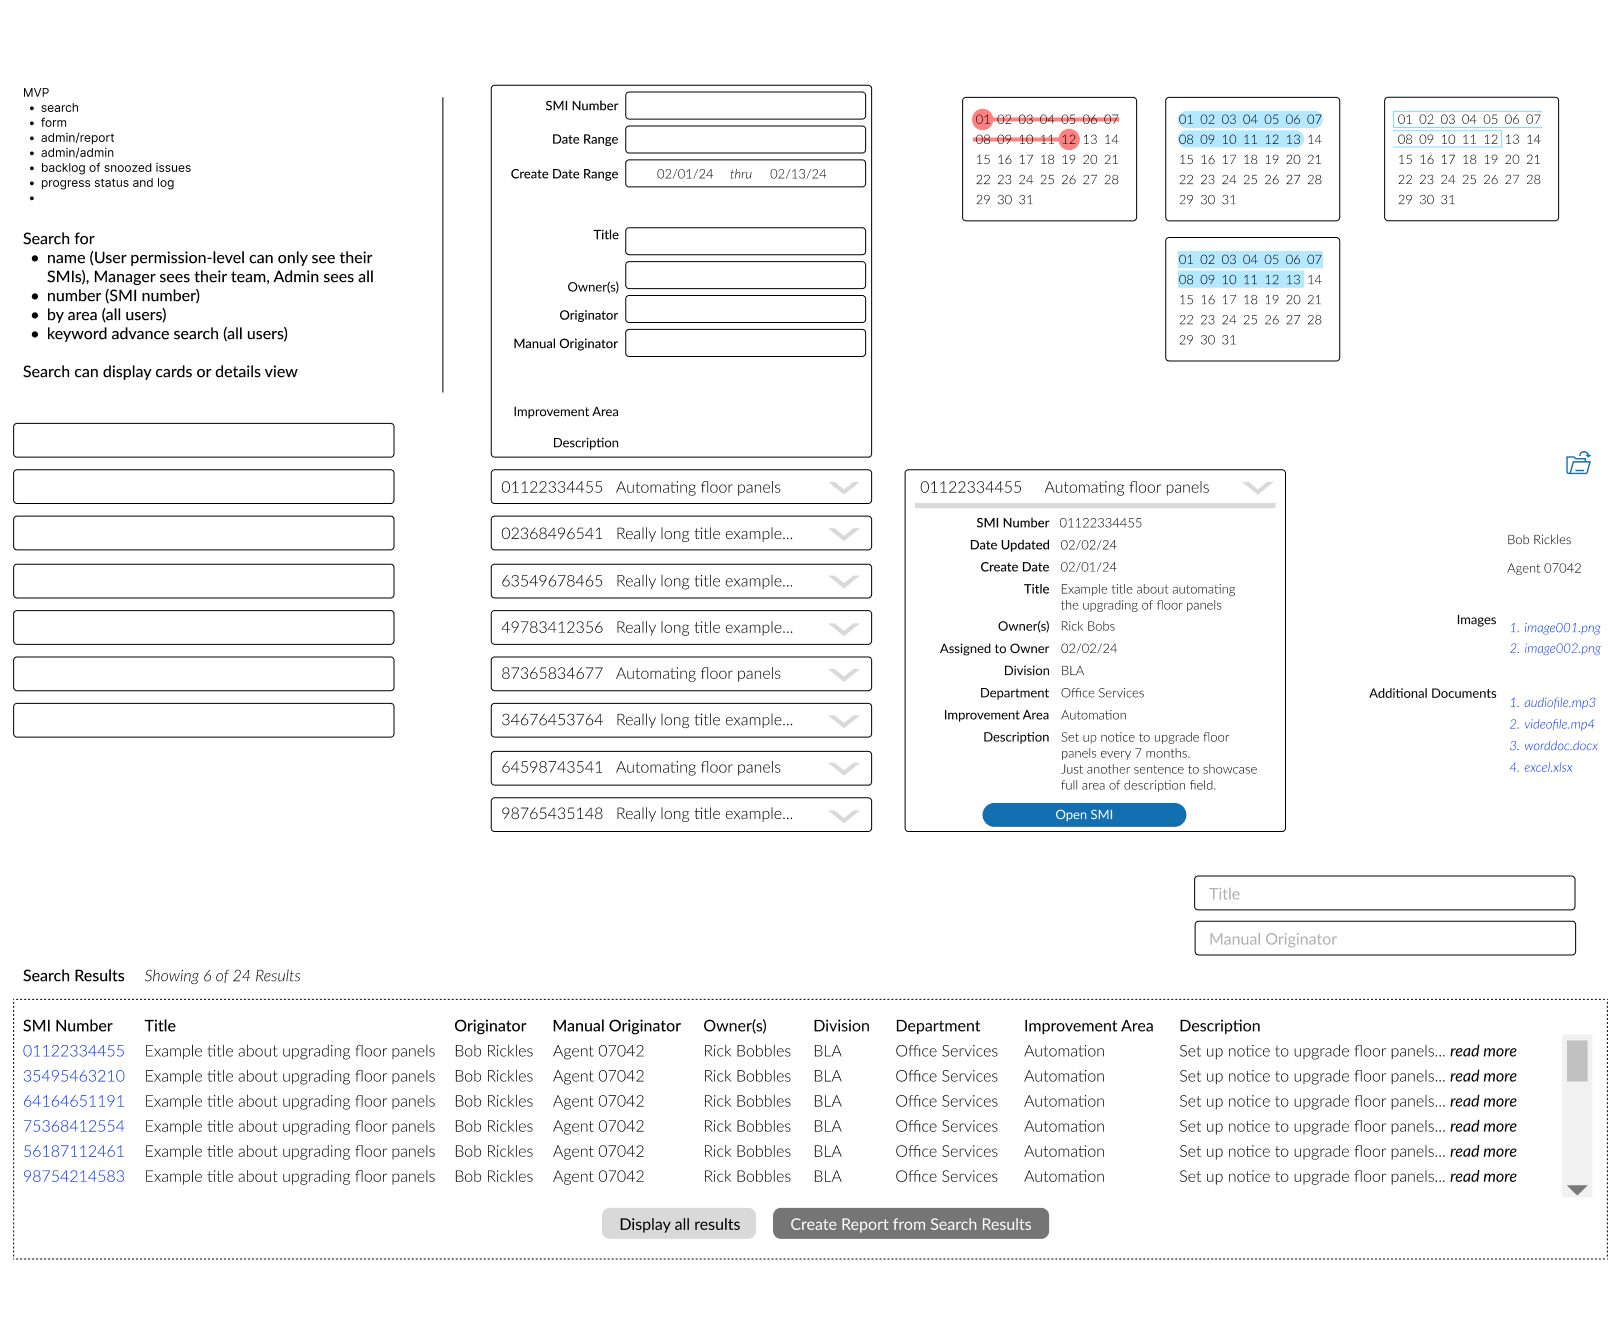 MVP
• search
• form
• admin/report
• admin/admin
• backlog of snoozed issues
• progress status and log
•
Search for
• name (User permission-level can only see their
SMIs), Manager sees their team, Admin sees all
• number (SMI number)
• by area (all users)
• keyword advance search (all users)
Search can display cards or details view
SMI Number
Date Range
Create Date Range 02/01/24 thru 02/13/24
Title
Owner(s)
Originator
Manual Originator
Improvement Area
Description
01 02 03 04 05 06 07
08 09 10 11 12 13 14
15 16 17 18 19 20 21
22 23 24 25 26 27 28
29 30 31
01 02 03 04 05 06 07
08 09 10 11 12 13 14
15 16 17 18 19 20 21
22 23 24 25 26 27 28
29 30 31
01 02 03 04 05 06 07
08 09 10 11 12 13 14
15 16 17 18 19 20 21
22 23 24 25 26 27 28
29 30 31
01 02 03 04 05 06 07
08 09 10 11 12 13 14
15 16 17 18 19 20 21
22 23 24 25 26 27 28
29 30 31
01122334455 Automating floor panels
02368496541 Really long title example...
63549678465 Really long title example...
49783412356 Really long title example...
87365834677 Automating floor panels
34676453764 Really long title example...
64598743541 Automating floor panels
98765435148 Really long title example...
01122334455 Automating floor panels
SMI Number 01122334455
Date Updated 02/02/24
Create Date 02/01/24
Title Example title about automating
the upgrading of floor panels
Owner(s) Rick Bobs
Assigned to Owner 02/02/24
Division BLA
Department Office Services
Improvement Area Automation
Description Set up notice to upgrade floor
panels every 7 months.
Just another sentence to showcase
full area of description field.
Open SMI
Bob Rickles
Agent 07042
Images 1. image001.png
2. image002.png
Additional Documents 1. audiofile.mp3
2. videofile.mp4
3. worddoc.docx
4. excel.xlsx
Title
Manual Originator
Search Results Showing 6 of 24 Results
SMI Number Title Originator Manual Originator Owner(s) Division Department Improvement Area Description
01122334455 Example title about upgrading floor panels Bob Rickles Agent 07042 Rick Bobbles BLA Office Services Automation Set up notice to upgrade floor panels... read more
35495463210 Example title about upgrading floor panels Bob Rickles Agent 07042 Rick Bobbles BLA Office Services Automation Set up notice to upgrade floor panels... read more
64164651191 Example title about upgrading floor panels Bob Rickles Agent 07042 Rick Bobbles BLA Office Services Automation Set up notice to upgrade floor panels... read more
75368412554 Example title about upgrading floor panels Bob Rickles Agent 07042 Rick Bobbles BLA Office Services Automation Set up notice to upgrade floor panels... read more
56187112461 Example title about upgrading floor panels Bob Rickles Agent 07042 Rick Bobbles BLA Office Services Automation Set up notice to upgrade floor panels... read more
98754214583 Example title about upgrading floor panels Bob Rickles Agent 07042 Rick Bobbles BLA Office Services Automation Set up notice to upgrade floor panels... read more
Display all results
Create Report from Search Results